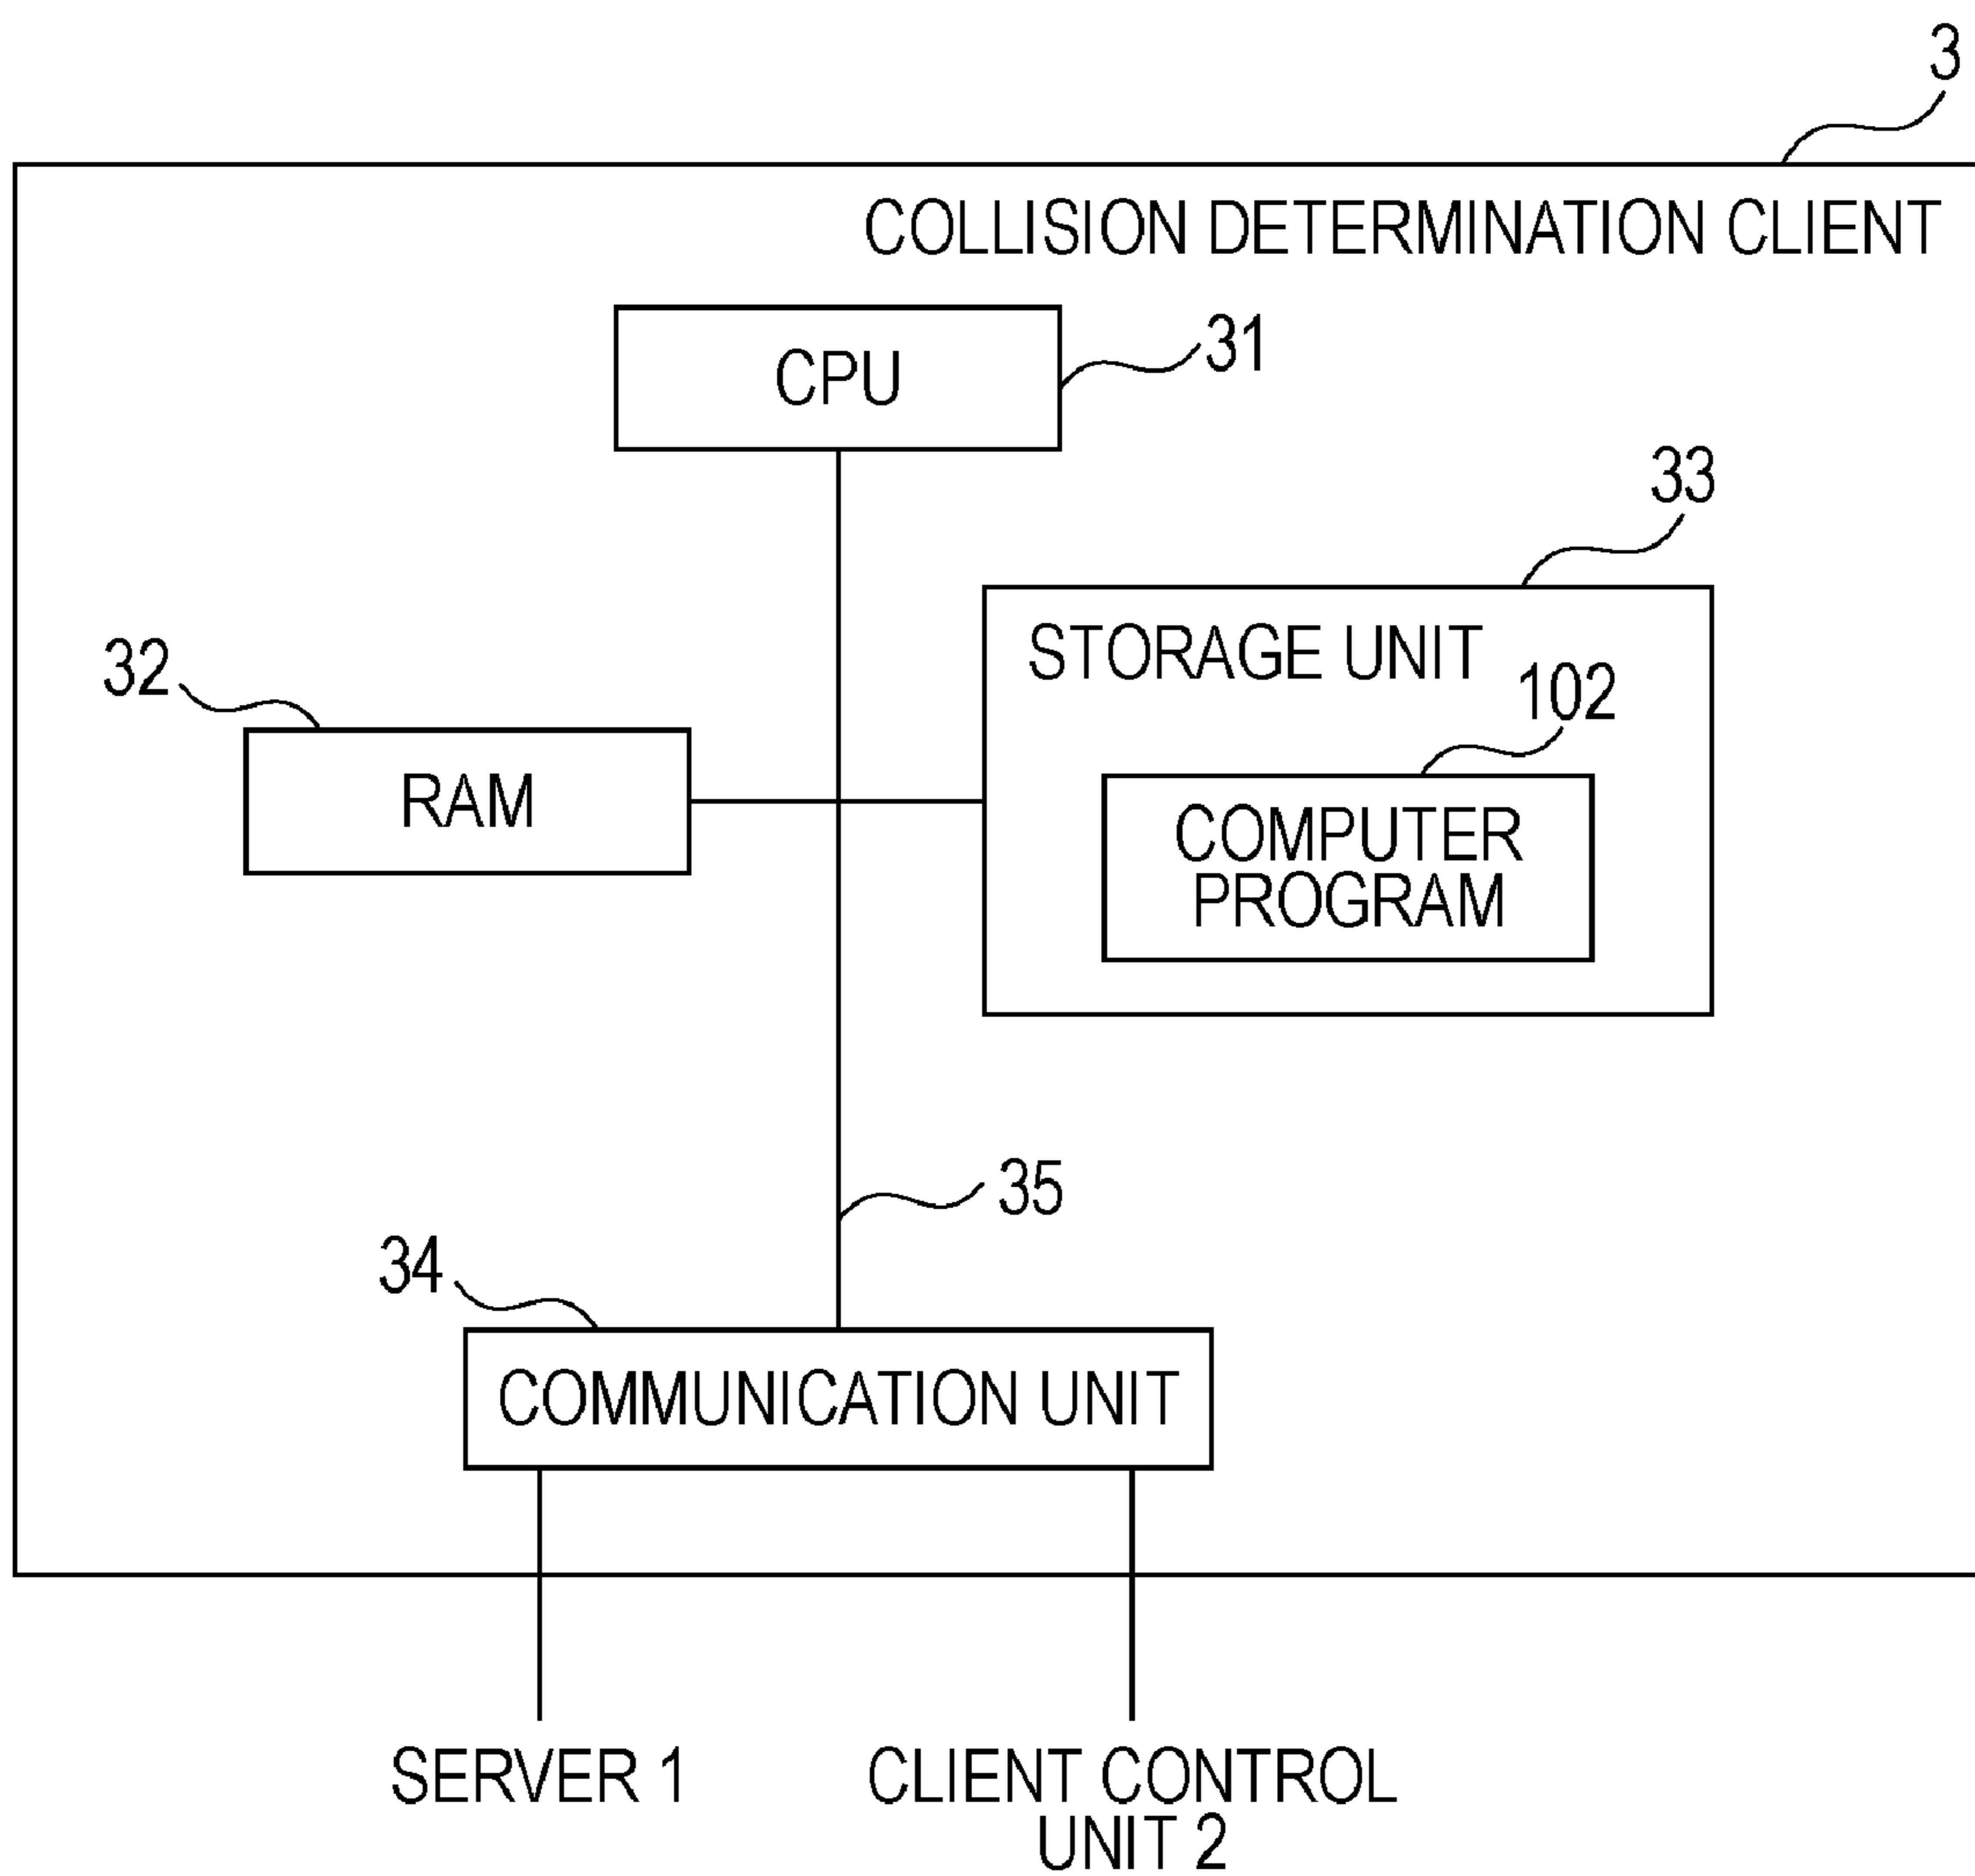 3
COLLISION DETERMINATION CLIENT
CPU
31
33
STORAGE UNIT
32
102
RAM
COMPUTER
PROGRAM
35
34
COMMUNICATION UNIT
SERVER 1
CLIENT CONTROL
UNIT 2